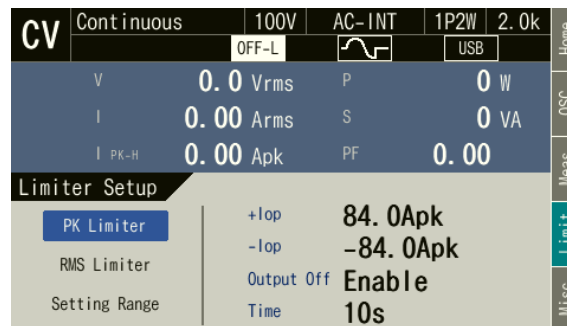 CV Continuous 100V AC-INT 1P2W 2.0k
OFF-L USB
V 0.0 Vrms P 0 W
I 0.00 Arms S 0 VA
I PK-H 0.00 Apk PF 0.00
Limiter Setup
PK Limiter
RMS Limiter
Setting Range
+Iop 84.0Apk
-Iop -84.0Apk
Output Off Enable
Time 10s
Home
OSC
Meas
Limit
Misc